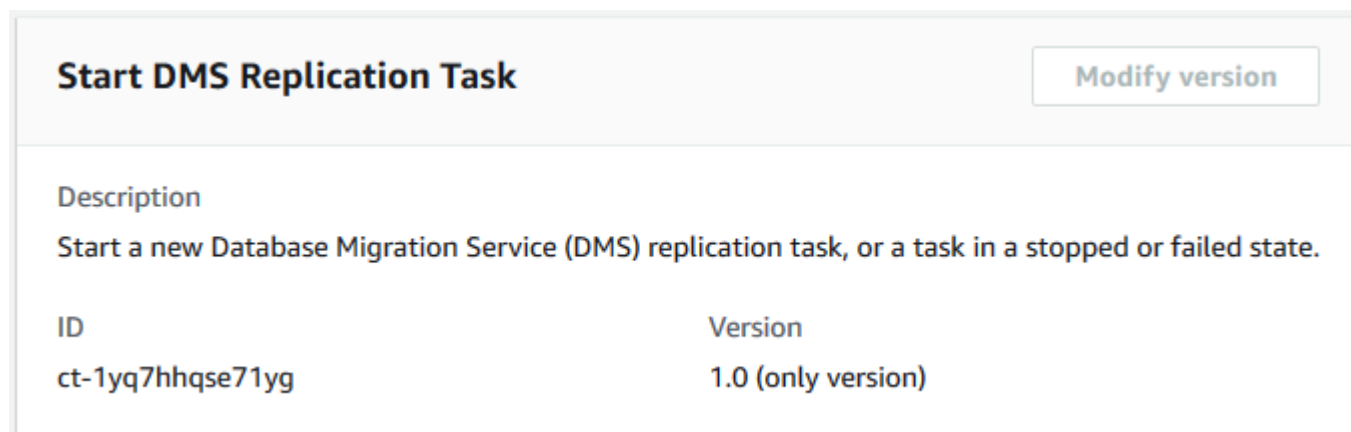 Start DMS Replication Task
Modify version
Description
Start a new Database Migration Service (DMS) replication task, or a task in a stopped or failed state.
ID
Version
ct-1yq7hhqse71yg
1.0 (only version)